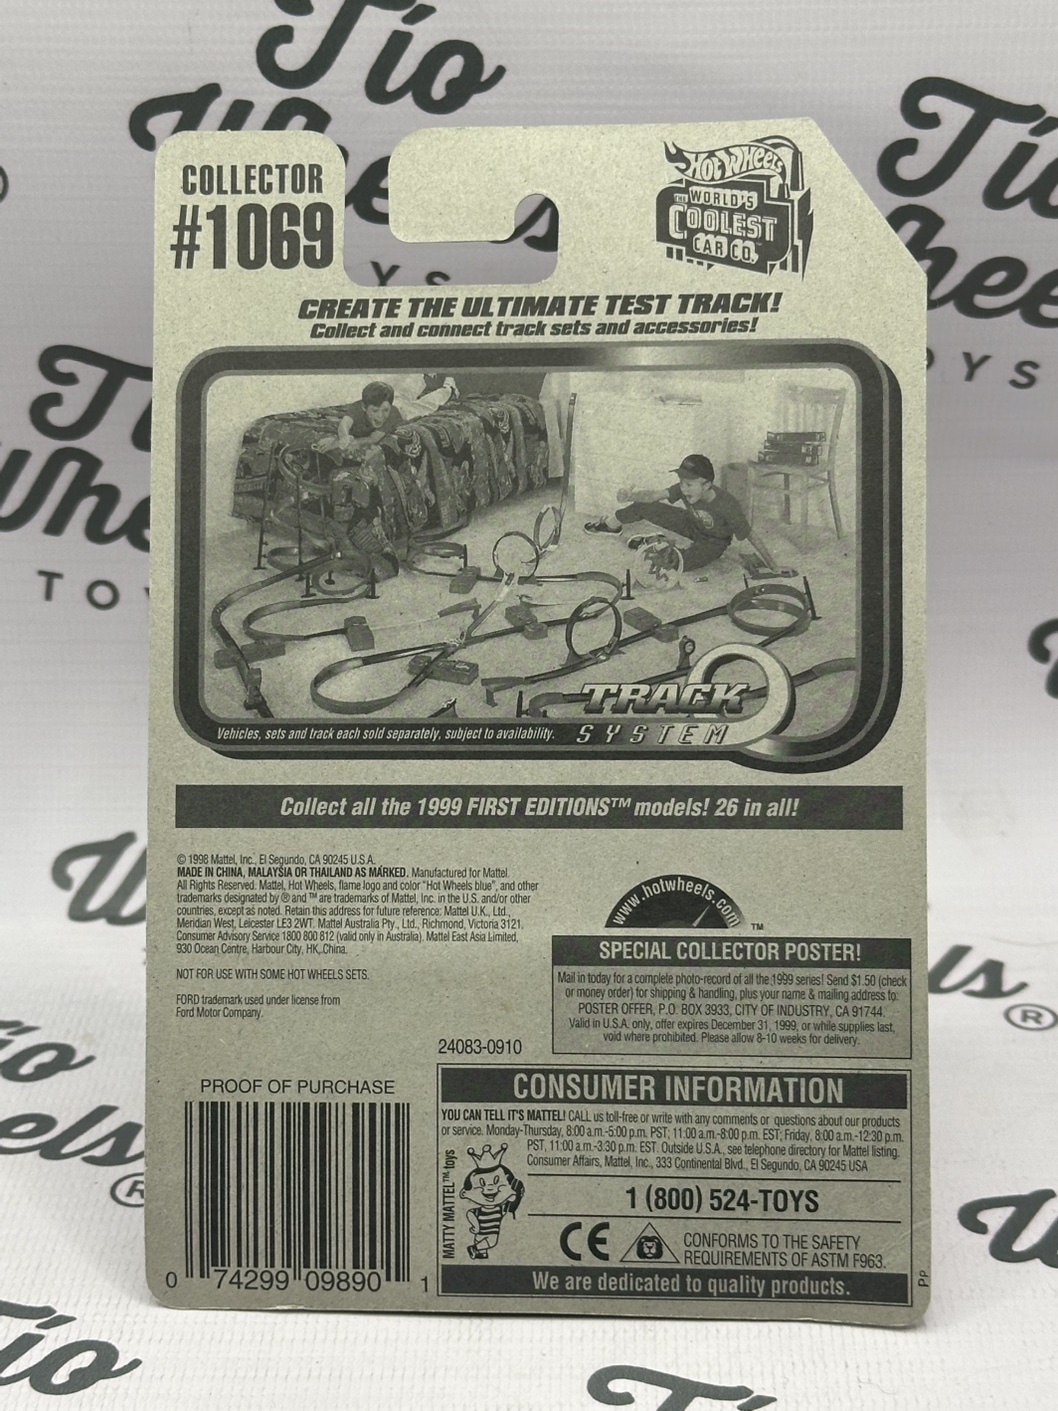 Tío
Wheels
TOYS
COLLECTOR
#1069
HOT WHEELS
THE WORLD'S
COOLEST
CAR CO.™
CREATE THE ULTIMATE TEST TRACK!
Collect and connect track sets and accessories!
TRACK
SYSTEM
Vehicles, sets and track each sold separately, subject to availability.
Collect all the 1999 FIRST EDITIONS™ models! 26 in all!
© 1998 Mattel, Inc., El Segundo, CA 90245 U.S.A.
MADE IN CHINA, MALAYSIA OR THAILAND AS MARKED. Manufactured for Mattel.
All Rights Reserved. Mattel, Hot Wheels, flame logo and color "Hot Wheels blue", and other
trademarks designated by ® and ™ are trademarks of Mattel, Inc. in the U.S. and/or other
countries, except as noted. Retain this address for future reference: Mattel U.K., Ltd.,
Meridian West, Leicester LE3 2WT. Mattel Australia Pty., Ltd., Richmond, Victoria 3121.
Consumer Advisory Service 1800 800 812 (valid only in Australia). Mattel East Asia Limited,
930 Ocean Centre, Harbour City, HK, China.
NOT FOR USE WITH SOME HOT WHEELS SETS.
FORD trademark used under license from
Ford Motor Company.
www.hotwheels.com
™
SPECIAL COLLECTOR POSTER!
Mail in today for a complete photo-record of all the 1999 series! Send $1.50 (check
or money order) for shipping & handling, plus your name & mailing address to:
POSTER OFFER, P.O. BOX 3933, CITY OF INDUSTRY, CA 91744.
Valid in U.S.A. only, offer expires December 31, 1999, or while supplies last,
void where prohibited. Please allow 8-10 weeks for delivery.
24083-0910
PROOF OF PURCHASE
0 74299 09890 1
CONSUMER INFORMATION
YOU CAN TELL IT'S MATTEL! CALL us toll-free or write with any comments or questions about our products
or service. Monday-Thursday, 8:00 a.m.-5:00 p.m. PST; 11:00 a.m.-8:00 p.m. EST; Friday, 8:00 a.m.-12:30 p.m.
PST, 11:00 a.m.-3:30 p.m. EST. Outside U.S.A., see telephone directory for Mattel listing.
Consumer Affairs, Mattel, Inc., 333 Continental Blvd., El Segundo, CA 90245 USA
MATTY MATTEL™ toys
1 (800) 524-TOYS
CE
CONFORMS TO THE SAFETY
REQUIREMENTS OF ASTM F963.
We are dedicated to quality products.
PP